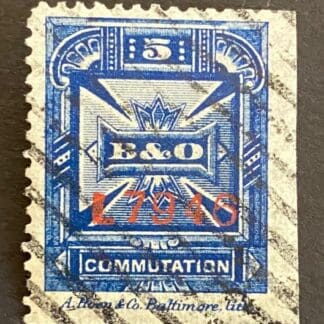 5
B&O
L7946
COMMUTATION
A. Hoen & Co. Baltimore, Lith.